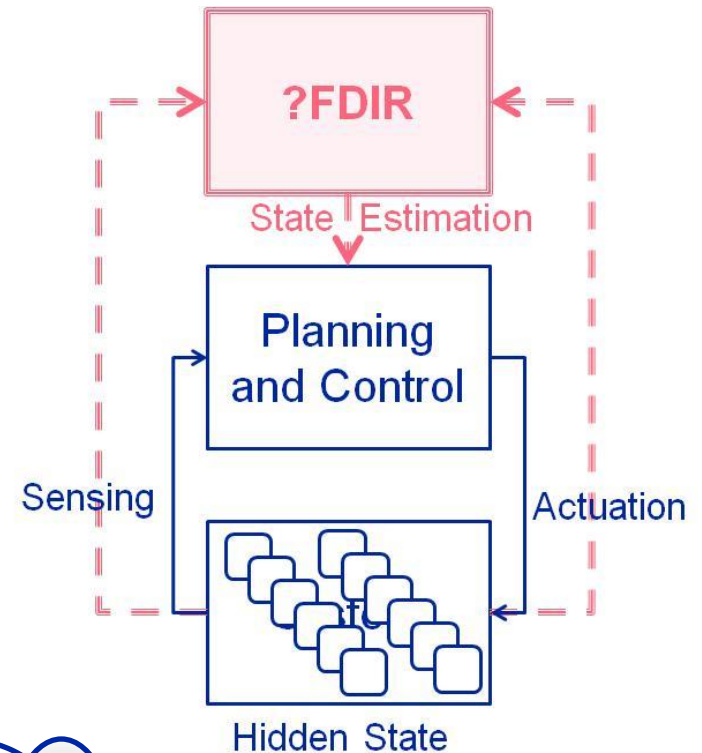 ?FDIR
State Estimation
Planning
and Control
Sensing
Actuation
Hidden State